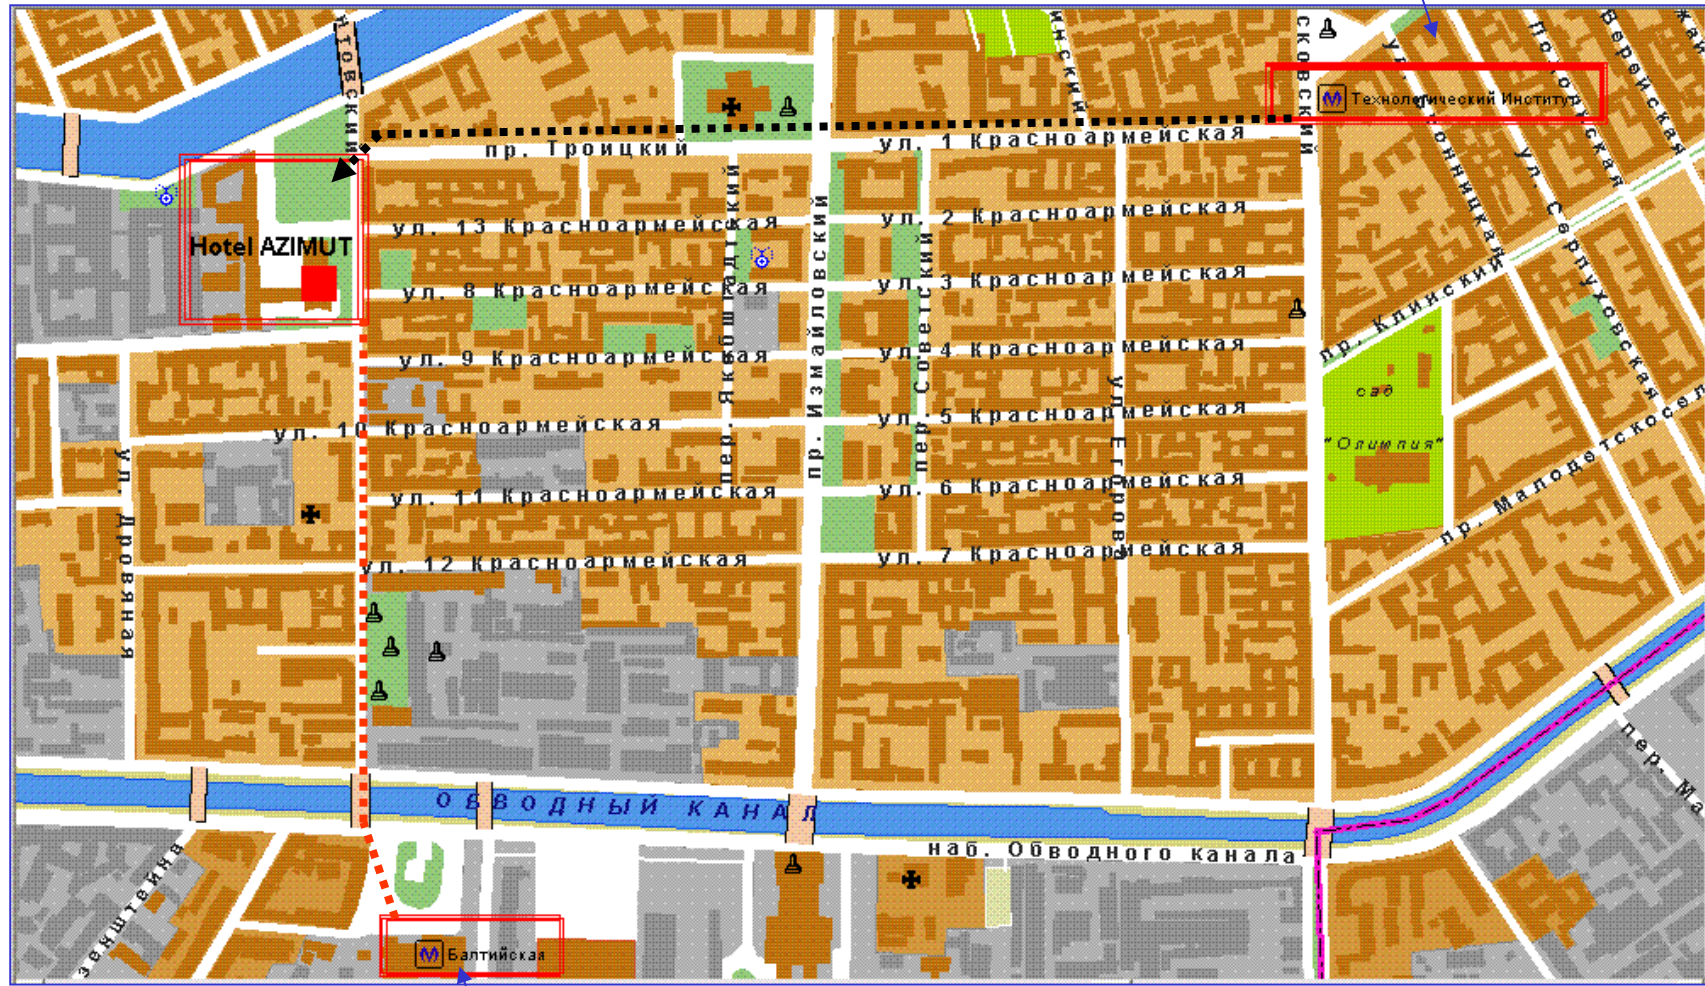 Технологический Институт
ул. 1 Красноармейская
пр. Троицкий
ул. 2 Красноармейская
ул. 13 Красноармейская
Hotel AZIMUT
ул. 3 Красноармейская
ул. 8 Красноармейская
ул. 4 Красноармейская
ул. 9 Красноармейская
ул. 5 Красноармейская
ул. 10 Красноармейская
ул. 6 Красноармейская
ул. 11 Красноармейская
ул. 7 Красноармейская
ул. 12 Красноармейская
пр. Измайловский
пер. Советский
ул. Егорова
ул. Дровяная
пр. Клинский
ул. Серпуховская
сад
"Олимпия"
пр. Малодетскосел
ОБВОДНЫЙ КАНАЛ
наб. Обводного канала
пер. Ма
зенштейна
Балтийская